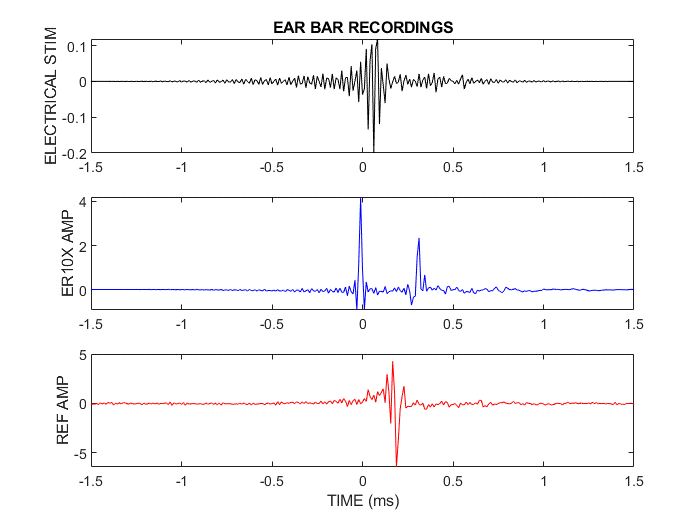 EAR BAR RECORDINGS
ELECTRICAL STIM
0.1
0
-0.1
-0.2
-1.5 -1 -0.5 0 0.5 1 1.5
ER10X AMP
4
2
0
-1.5 -1 -0.5 0 0.5 1 1.5
REF AMP
5
0
-5
-1.5 -1 -0.5 0 0.5 1 1.5
TIME (ms)